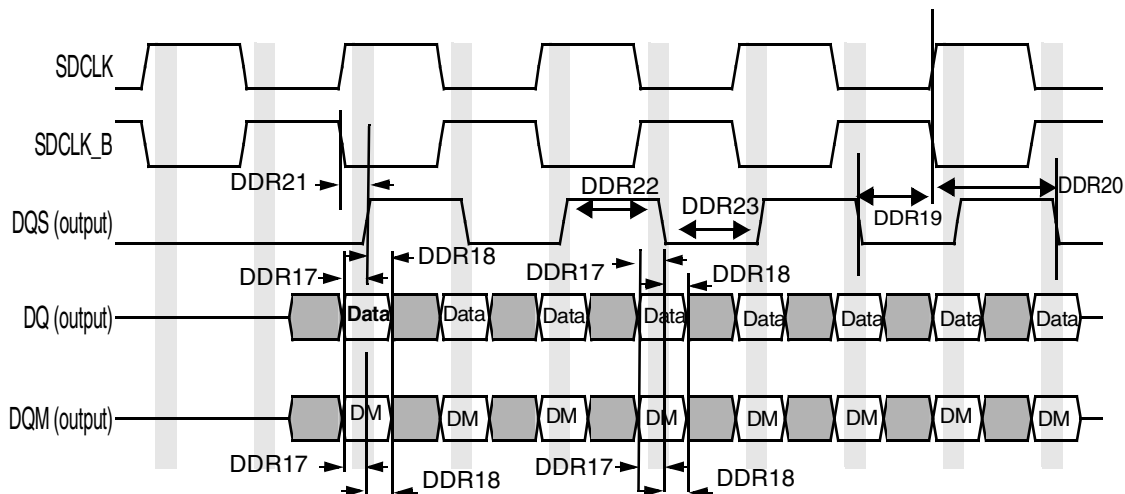 SDCLK
SDCLK_B
DDR21
DDR22
DDR20
DDR23
DDR19
DQS (output)
DDR18
DDR17
DDR17
DDR18
DQ (output)
Data Data Data Data Data Data Data Data
DQM (output)
DM DM DM DM DM DM DM DM
DDR17
DDR17
DDR18
DDR18